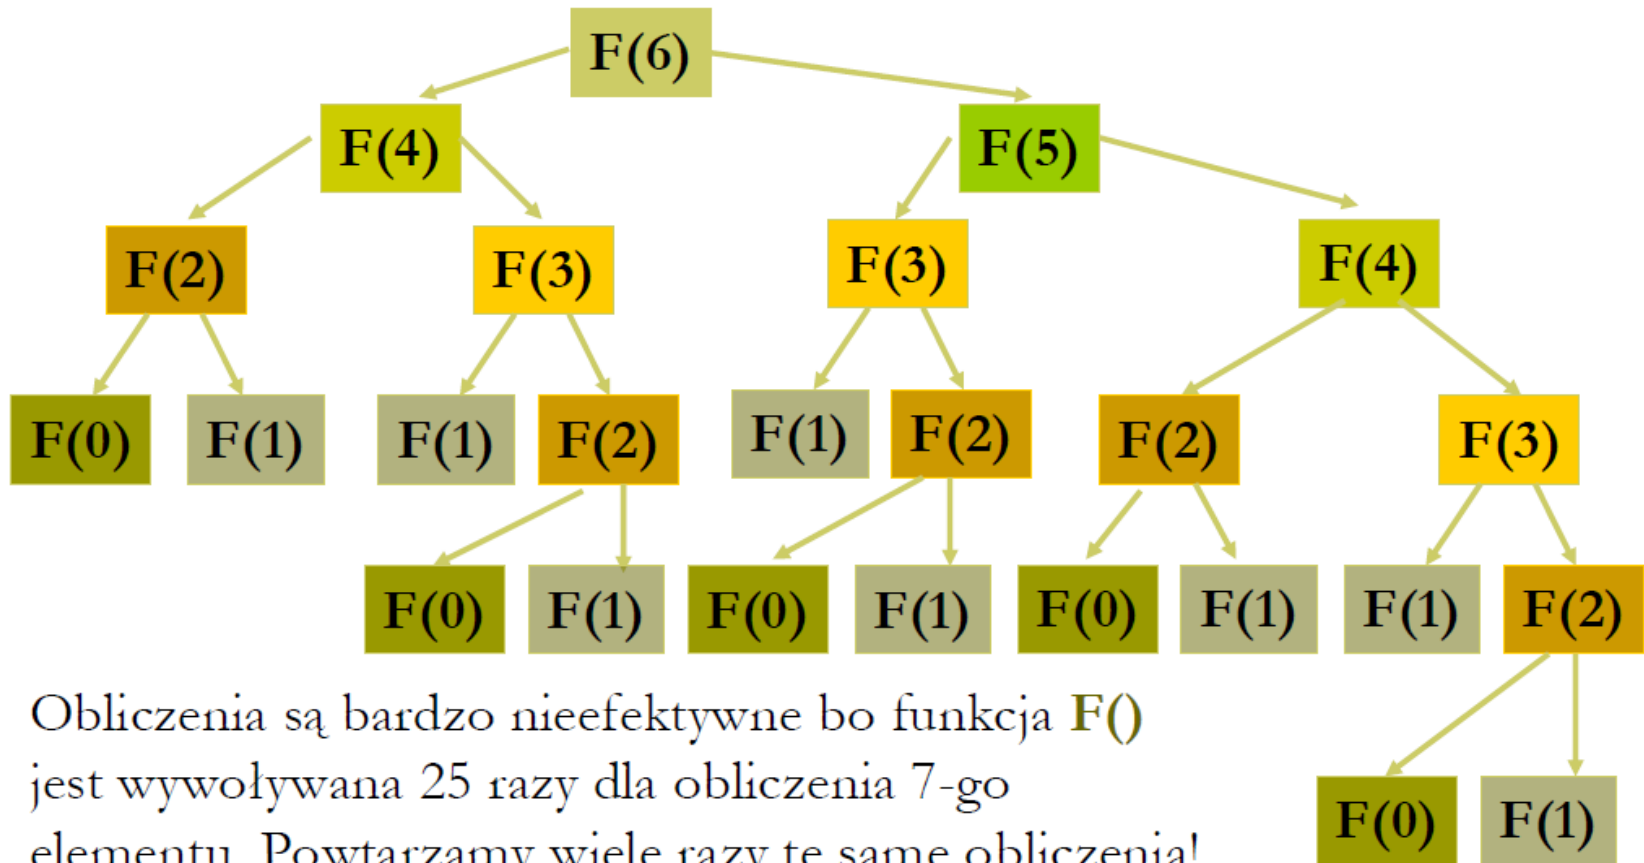 F(6)
F(4) F(5)
F(2) F(3) F(3) F(4)
F(0) F(1) F(1) F(2) F(1) F(2) F(2) F(3)
F(0) F(1) F(0) F(1) F(0) F(1) F(1) F(2)
Obliczenia są bardzo nieefektywne bo funkcja F()
jest wywoływana 25 razy dla obliczenia 7-go
F(0) F(1)
elementu. Powtarzamy wiele razy te same obliczenia!